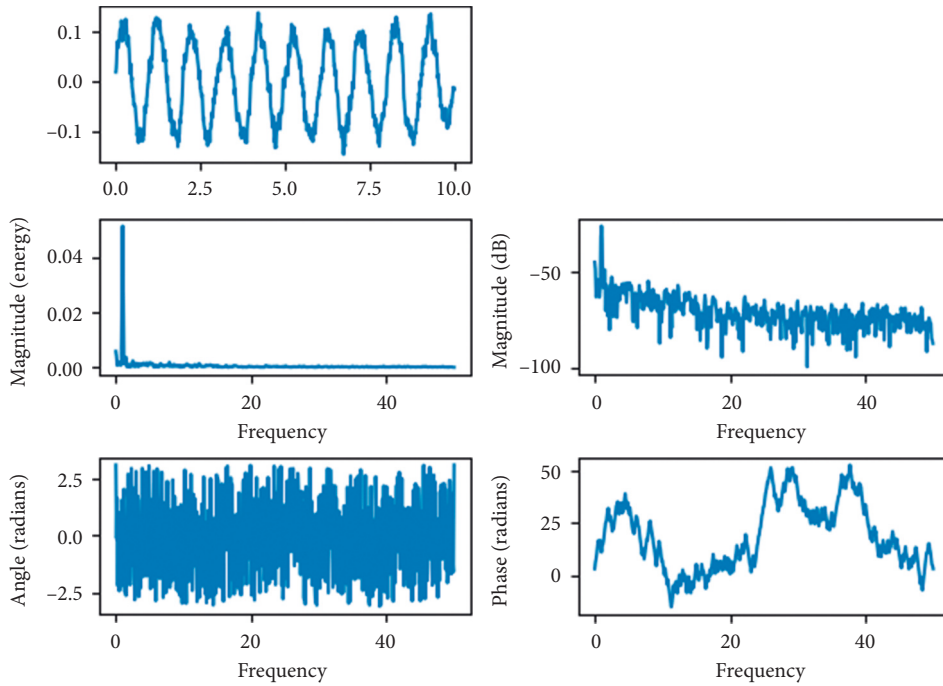 0.1
0.0
−0.1
0.0 2.5 5.0 7.5 10.0
Magnitude (energy)
0.04
0.02
0.00
0 20 40
Frequency
Magnitude (dB)
−50
−100
0 20 40
Frequency
Angle (radians)
2.5
0.0
−2.5
0 20 40
Frequency
Phase (radians)
50
25
0
0 20 40
Frequency